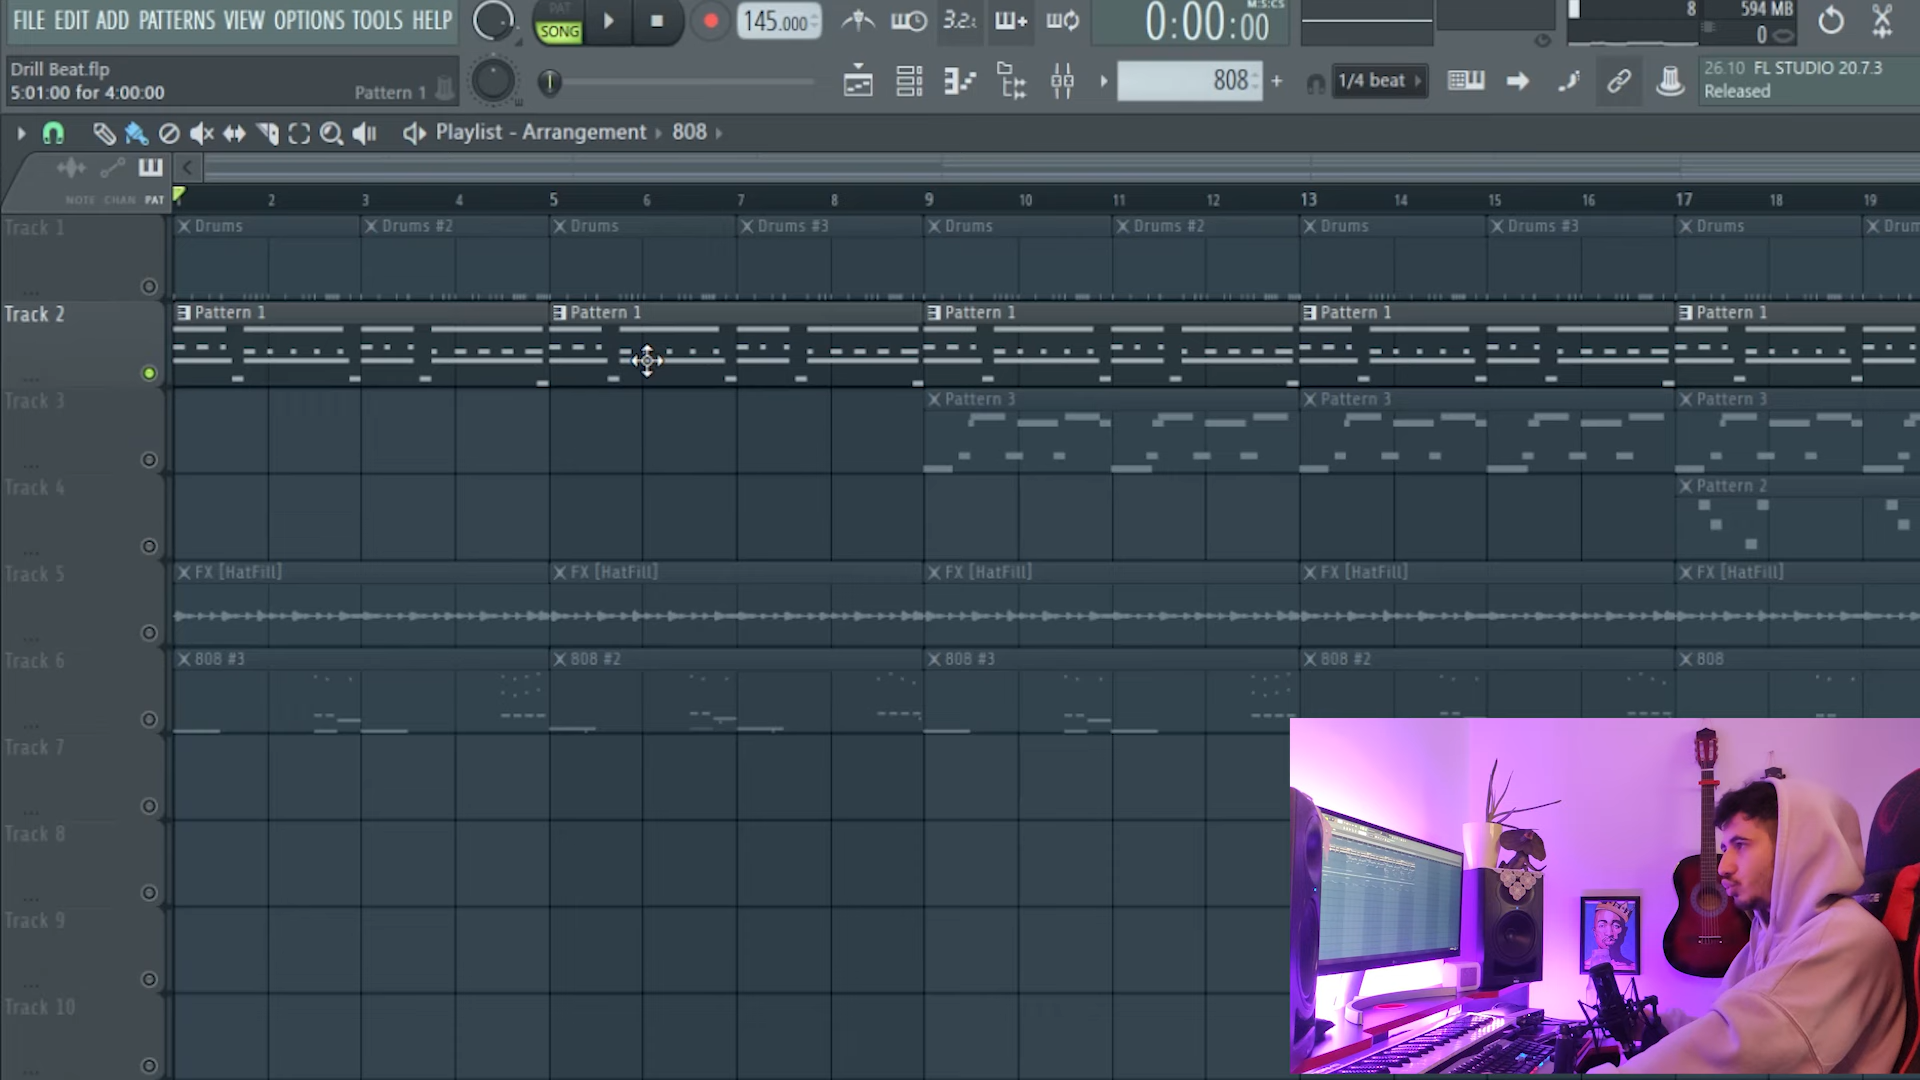 FILE EDIT ADD PATTERNS VIEW OPTIONS TOOLS HELP
PAT
SONG
145.000
3.2
0:00:00
M:S:CS
8
594 MB
0
Drill Beat.flp
5:01:00 for 4:00:00
Pattern 1
808
1/4 beat
26.10 FL STUDIO 20.7.3
Released
Playlist - Arrangement
808
NOTE CHAN PAT
2 3 4 5 6 7 8 9 10 11 12 13 14 15 16 17 18 19
Track 1
Drums
Drums #2
Drums
Drums #3
Drums
Drums #2
Drums
Drums #3
Drums
Track 2
Pattern 1
Pattern 1
Pattern 1
Pattern 1
Pattern 1
Track 3
Pattern 3
Pattern 3
Pattern 3
Track 4
Pattern 2
Track 5
FX [HatFill]
FX [HatFill]
FX [HatFill]
FX [HatFill]
FX [HatFill]
Track 6
808 #3
808 #2
808 #3
808 #2
808
Track 7
Track 8
Track 9
Track 10